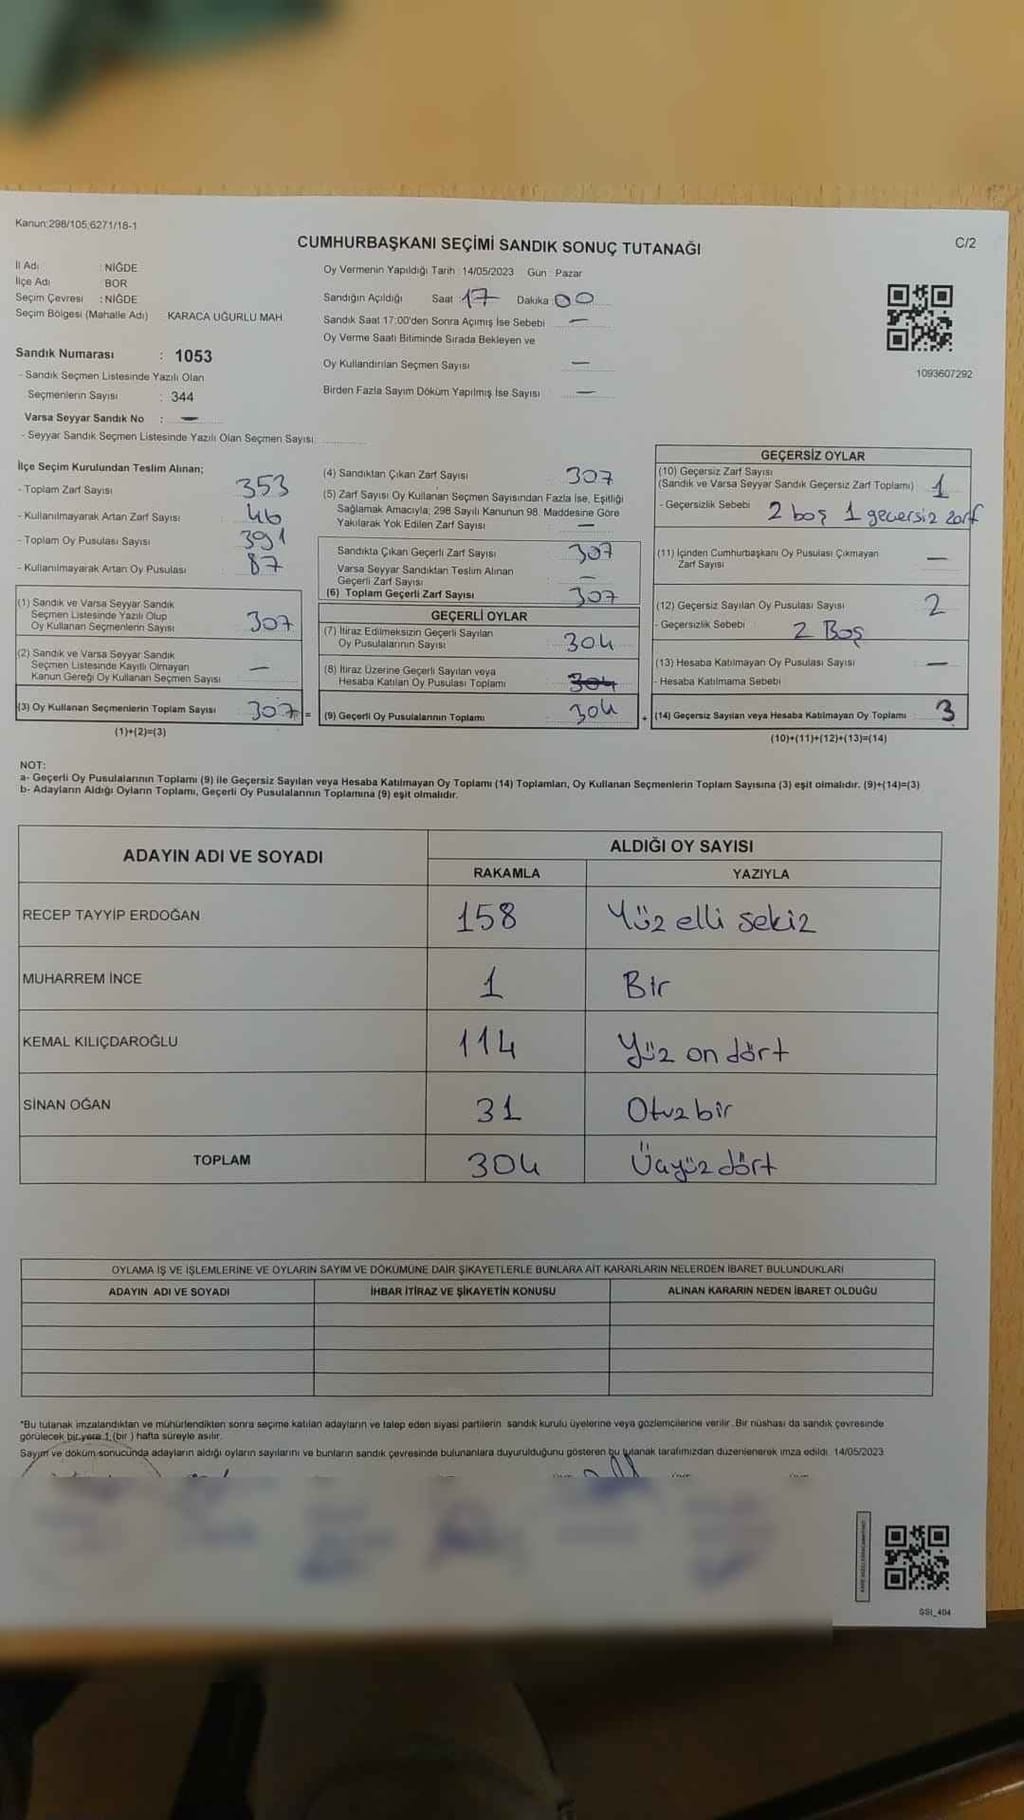 Kanun:298/105,6271/18-1
CUMHURBAŞKANI SEÇİMİ SANDIK SONUÇ TUTANAĞI
C/2
İl Adı : NİĞDE
İlçe Adı BOR
Seçim Çevresi : NİĞDE
Seçim Bölgesi (Mahalle Adı) KARACA UĞURLU MAH
Sandık Numarası : 1053
- Sandık Seçmen Listesinde Yazılı Olan
Seçmenlerin Sayısı : 344
Varsa Seyyar Sandık No : —
- Seyyar Sandık Seçmen Listesinde Yazılı Olan Seçmen Sayısı
Oy Vermenin Yapıldığı Tarih : 14/05/2023 Gün : Pazar
Sandığın Açıldığı Saat : 17 Dakika : 00
Sandık Saat 17:00'den Sonra Açımış İse Sebebi —
Oy Verme Saati Bitiminde Sırada Bekleyen ve
Oy Kullandırılan Seçmen Sayısı —
Birden Fazla Sayım Döküm Yapılmış İse Sayısı —
1093607292
İlçe Seçim Kurulundan Teslim Alınan;
- Toplam Zarf Sayısı 353
- Kullanılmayarak Artan Zarf Sayısı 46
- Toplam Oy Pusulası Sayısı 391
- Kullanılmayarak Artan Oy Pusulası 87
(1) Sandık ve Varsa Seyyar Sandık
Seçmen Listesinde Yazılı Olup
Oy Kullanan Seçmenlerin Sayısı 307
(2) Sandık ve Varsa Seyyar Sandık
Seçmen Listesinde Kayıtlı Olmayan
Kanun Gereği Oy Kullanan Seçmen Sayısı —
(3) Oy Kullanan Seçmenlerin Toplam Sayısı 307 =
(1)+(2)=(3)
(4) Sandıktan Çıkan Zarf Sayısı 307
(5) Zarf Sayısı Oy Kullanan Seçmen Sayısından Fazla İse, Eşitliği
Sağlamak Amacıyla; 298 Sayılı Kanunun 98. Maddesine Göre
Yakılarak Yok Edilen Zarf Sayısı —
Sandıkta Çıkan Geçerli Zarf Sayısı 307
Varsa Seyyar Sandıktan Teslim Alınan
Geçerli Zarf Sayısı —
(6) Toplam Geçerli Zarf Sayısı 307
GEÇERLİ OYLAR
(7) İtiraz Edilmeksizin Geçerli Sayılan
Oy Pusulalarının Sayısı 304
(8) İtiraz Üzerine Geçerli Sayılan veya
Hesaba Katılan Oy Pusulası Toplamı 304
(9) Geçerli Oy Pusulalarının Toplamı 304 +
GEÇERSİZ OYLAR
(10) Geçersiz Zarf Sayısı
(Sandık ve Varsa Seyyar Sandık Geçersiz Zarf Toplamı) 1
- Geçersizlik Sebebi 2 boş 1 geçersiz zarf
(11) İçinden Cumhurbaşkanı Oy Pusulası Çıkmayan
Zarf Sayısı —
(12) Geçersiz Sayılan Oy Pusulası Sayısı 2
- Geçersizlik Sebebi 2 Boş
(13) Hesaba Katılmayan Oy Pusulası Sayısı —
- Hesaba Katılmama Sebebi
(14) Geçersiz Sayılan veya Hesaba Katılmayan Oy Toplamı 3
(10)+(11)+(12)+(13)=(14)
NOT:
a- Geçerli Oy Pusulalarının Toplamı (9) ile Geçersiz Sayılan veya Hesaba Katılmayan Oy Toplamı (14) Toplamları, Oy Kullanan Seçmenlerin Toplam Sayısına (3) eşit olmalıdır. (9)+(14)=(3)
b- Adayların Aldığı Oyların Toplamı, Geçerli Oy Pusulalarının Toplamına (9) eşit olmalıdır.
ADAYIN ADI VE SOYADI
ALDIĞI OY SAYISI
RAKAMLA YAZIYLA
RECEP TAYYİP ERDOĞAN 158 Yüz elli sekiz
MUHARREM İNCE 1 Bir
KEMAL KILIÇDAROĞLU 114 Yüz on dört
SİNAN OĞAN 31 Otuz bir
TOPLAM 304 Üçyüz dört
OYLAMA İŞ VE İŞLEMLERİNE VE OYLARIN SAYIM VE DÖKÜMÜNE DAİR ŞİKAYETLERLE BUNLARA AİT KARARLARIN NELERDEN İBARET BULUNDUKLARI
ADAYIN ADI VE SOYADI İHBAR İTİRAZ VE ŞİKAYETİN KONUSU ALINAN KARARIN NEDEN İBARET OLDUĞU
*Bu tutanak imzalandıktan ve mühürlendikten sonra seçime katılan adayların ve talep eden siyasi partilerin sandık kurulu üyelerine veya gözlemcilerine verilir. Bir nüshası da sandık çevresinde
görülecek bir yere 1 (bir ) hafta süreyle asılır.
Sayım ve döküm sonucunda adayların aldığı oyların sayılarını ve bunların sandık çevresinde bulunanlara duyurulduğunu gösteren bu tutanak tarafımızdan düzenlenerek imza edildi. 14/05/2023
SSI_404